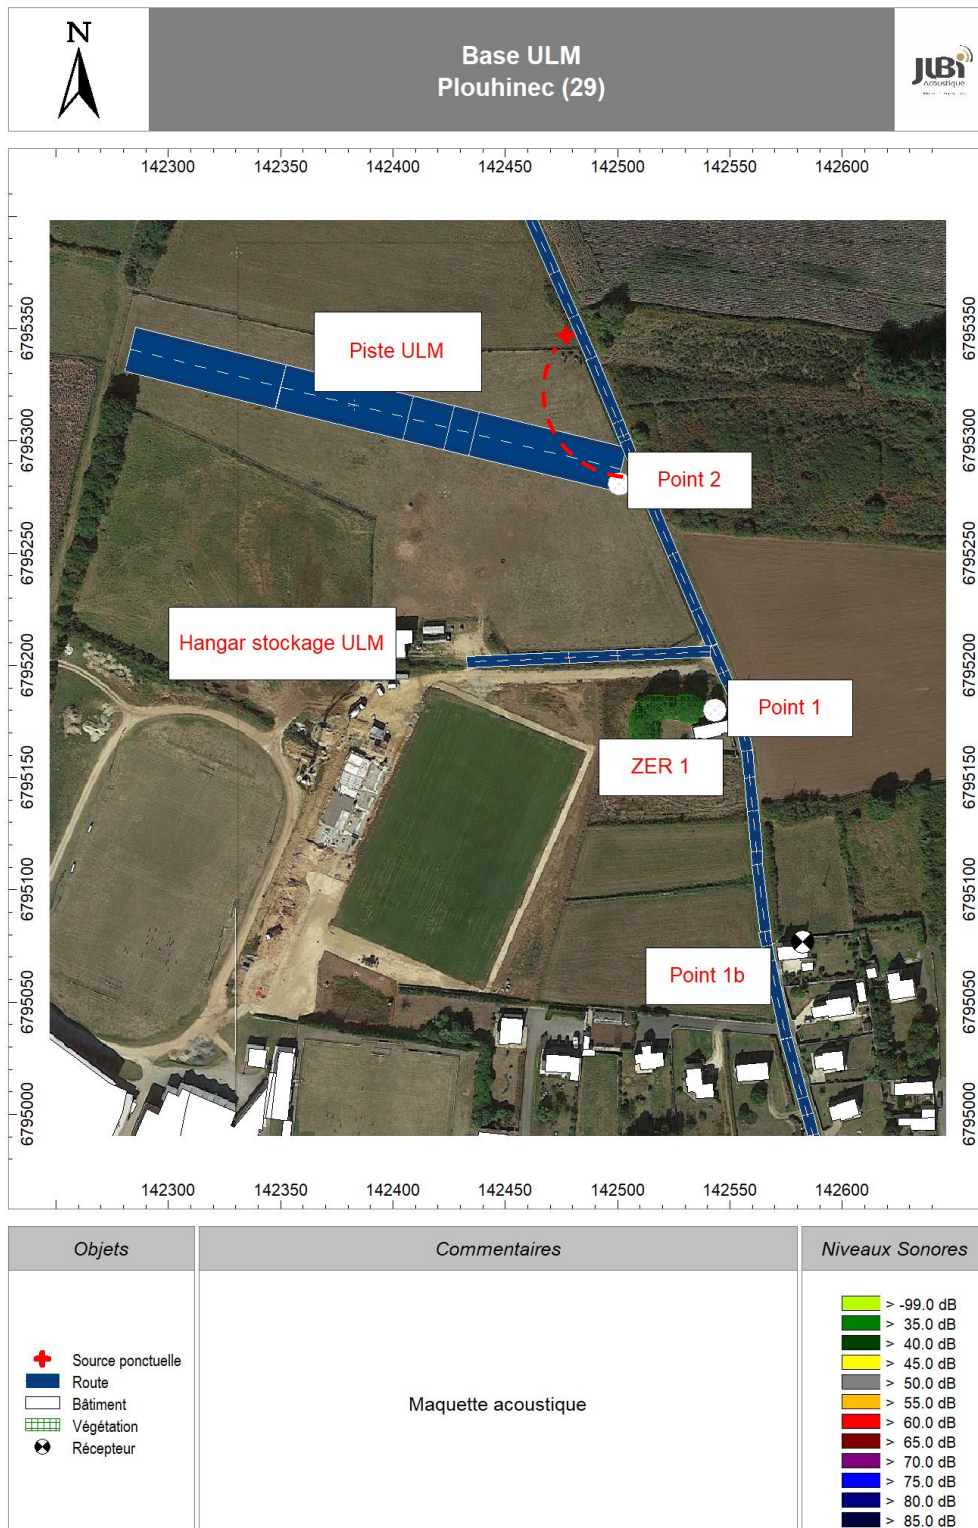 N
Base ULM
Plouhinec (29)
JLBi
Acoustique
142300 142350 142400 142450 142500 142550 142600
6795350 6795300 6795250 6795200 6795150 6795100 6795050 6795000
6795350 6795300 6795250 6795200 6795150 6795100 6795050 6795000
Piste ULM
Point 2
Hangar stockage ULM
Point 1
ZER 1
Point 1b
142300 142350 142400 142450 142500 142550 142600
Objets
Source ponctuelle
Route
Bâtiment
Végétation
Récepteur
Commentaires
Maquette acoustique
Niveaux Sonores
> -99.0 dB
> 35.0 dB
> 40.0 dB
> 45.0 dB
> 50.0 dB
> 55.0 dB
> 60.0 dB
> 65.0 dB
> 70.0 dB
> 75.0 dB
> 80.0 dB
> 85.0 dB